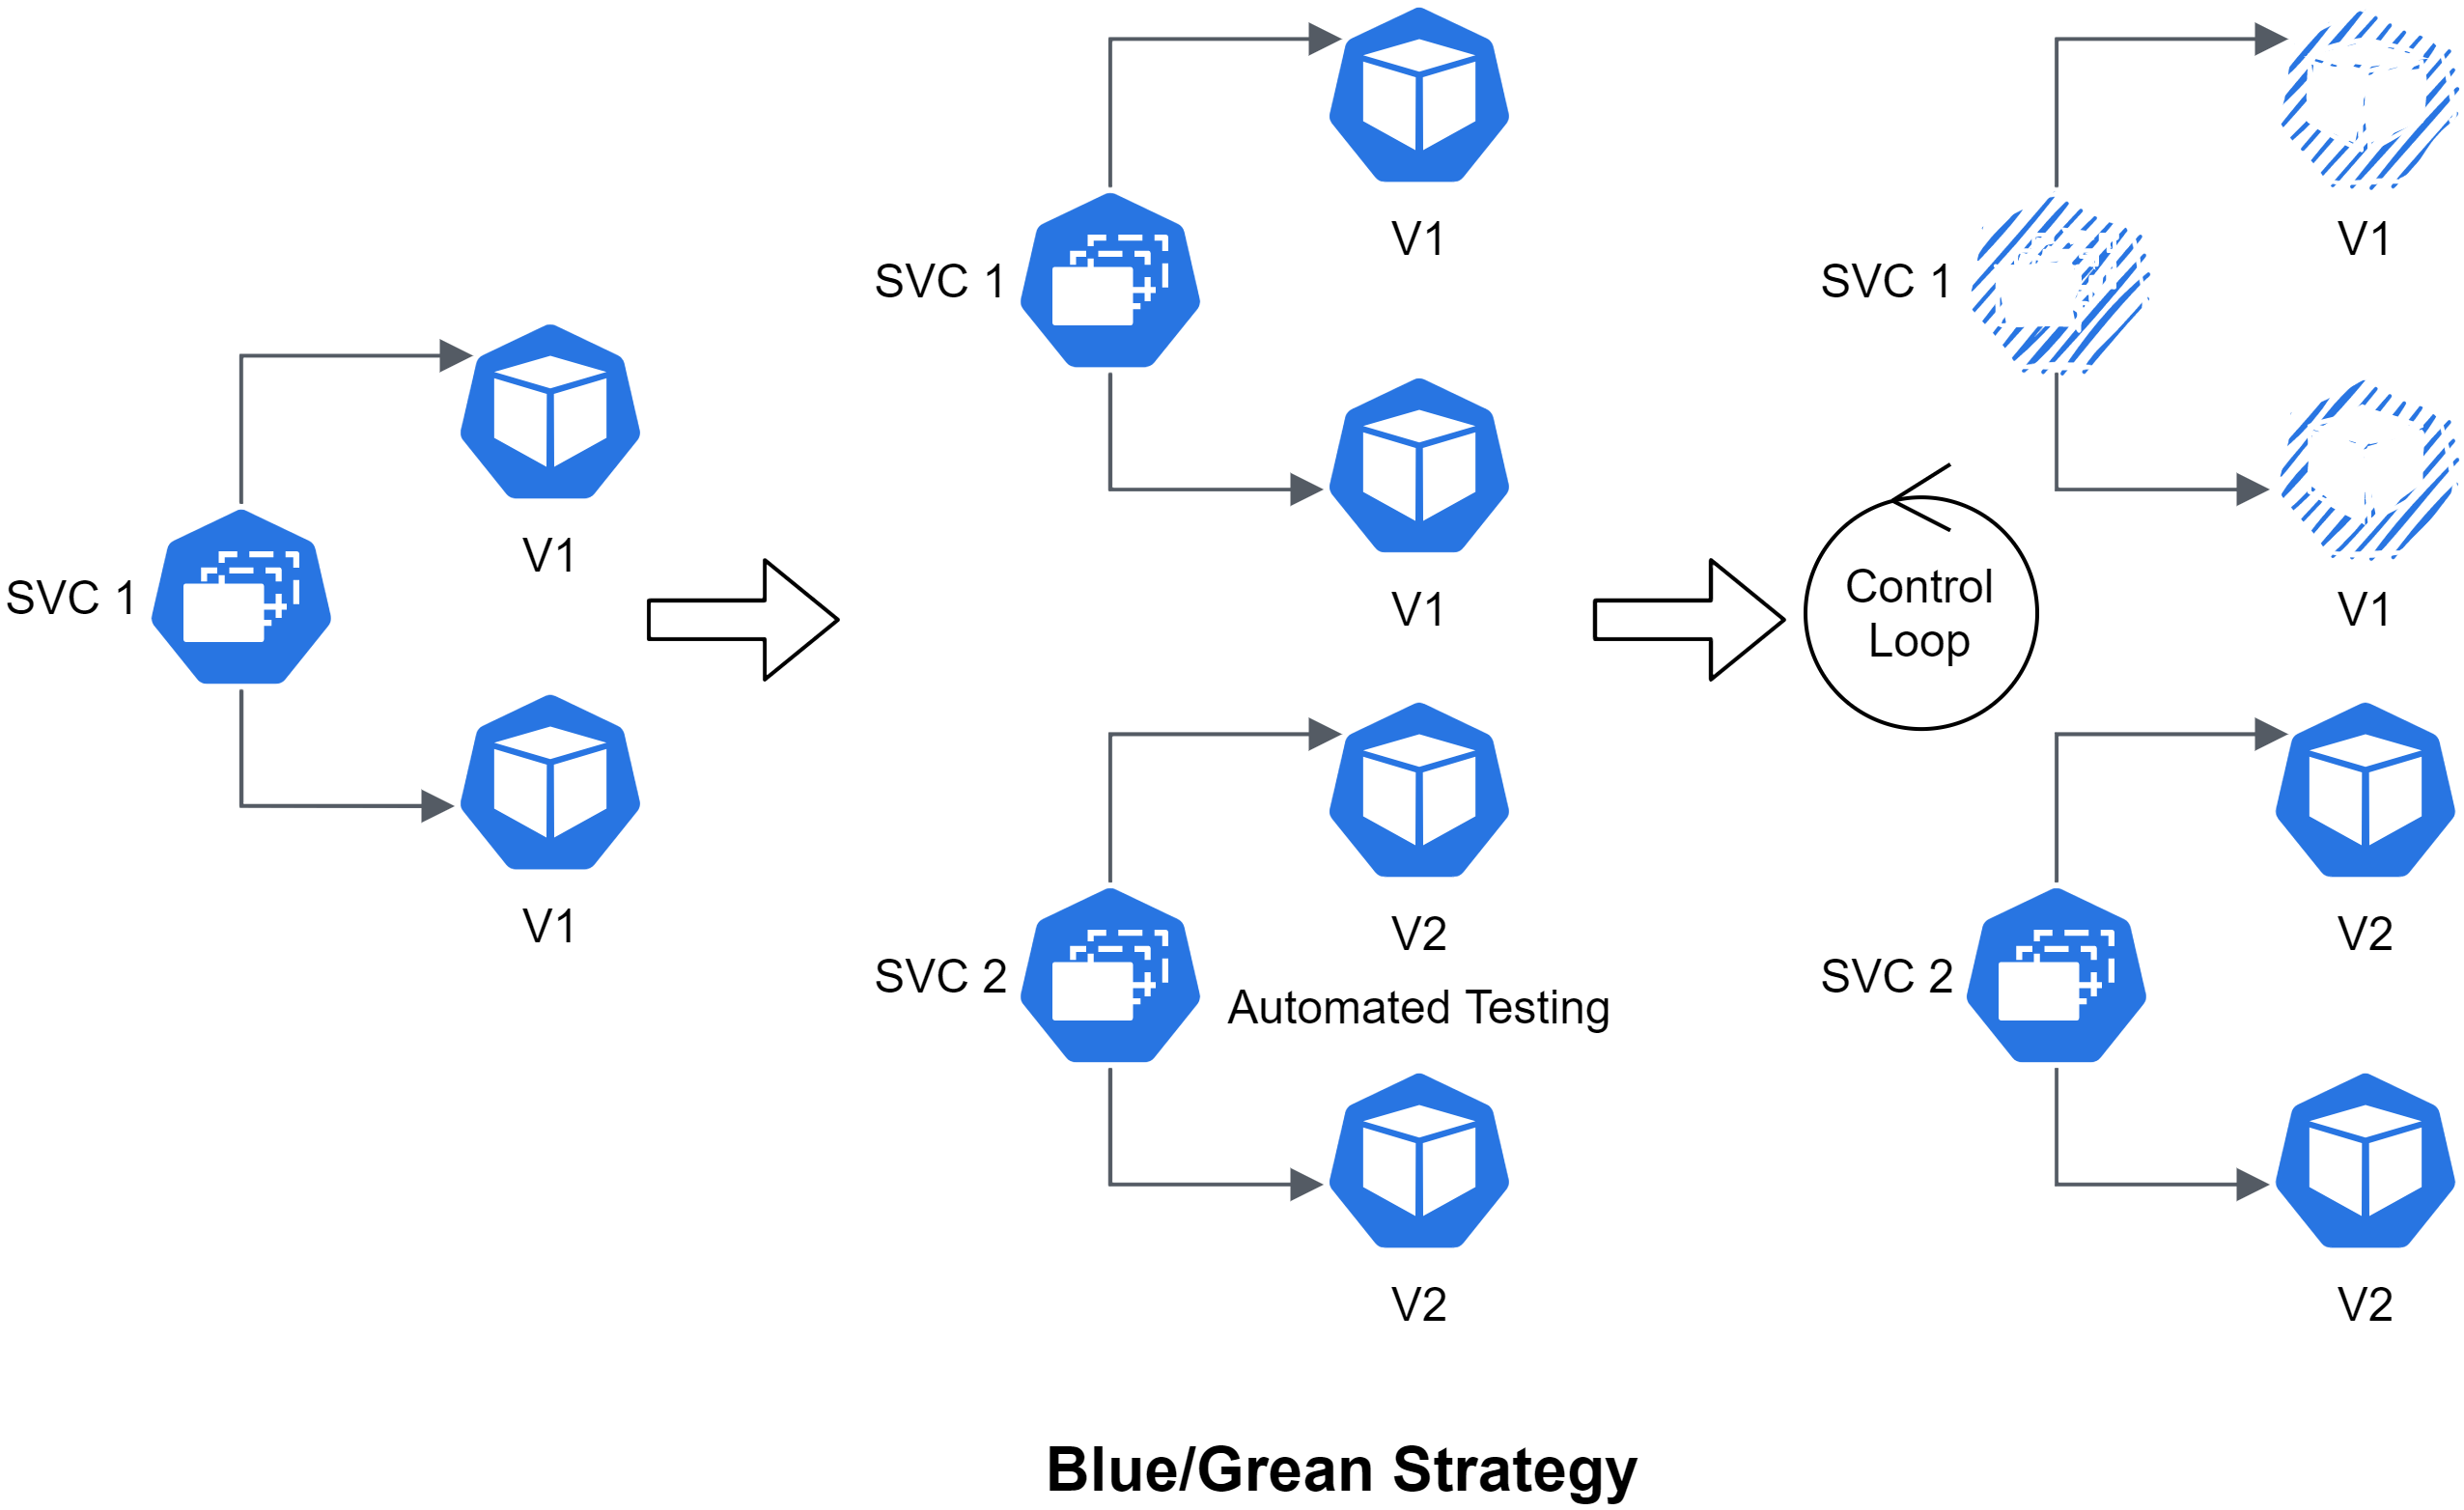 SVC 1
V1
V1
SVC 1
V1
V1
SVC 2
V2
Automated Testing
V2
Control
Loop
SVC 1
V1
V1
SVC 2
V2
V2
Blue/Grean Strategy